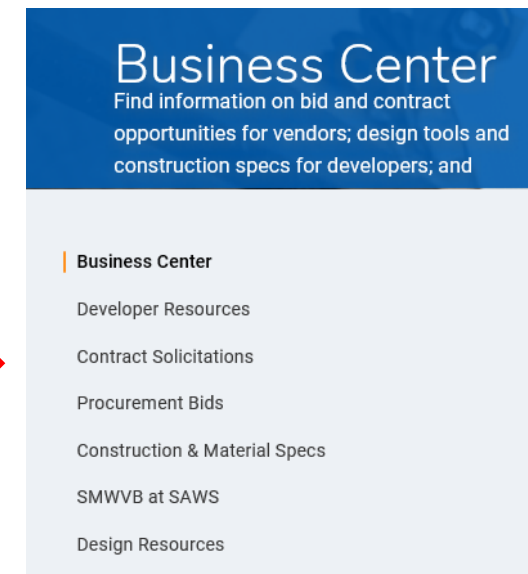 Business Center
Find information on bid and contract
opportunities for vendors; design tools and
construction specs for developers; and
Business Center
Developer Resources
Contract Solicitations
Procurement Bids
Construction & Material Specs
SMWVB at SAWS
Design Resources